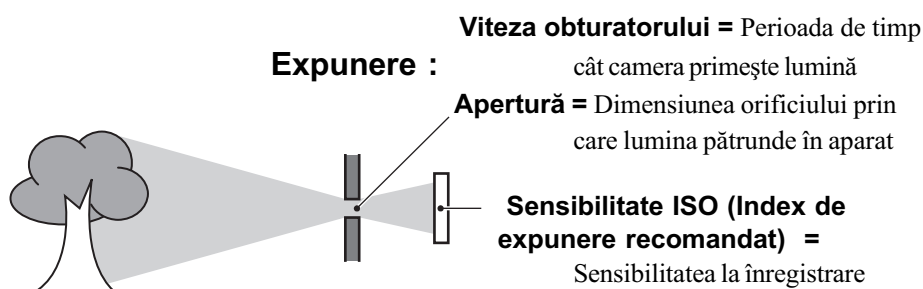 Viteza obturatorului = Perioada de timp
Expunere :
cât camera primeşte lumină
Apertură = Dimensiunea orificiului prin
care lumina pătrunde în aparat
Sensibilitate ISO (Index de
expunere recomandat) =
Sensibilitatea la înregistrare